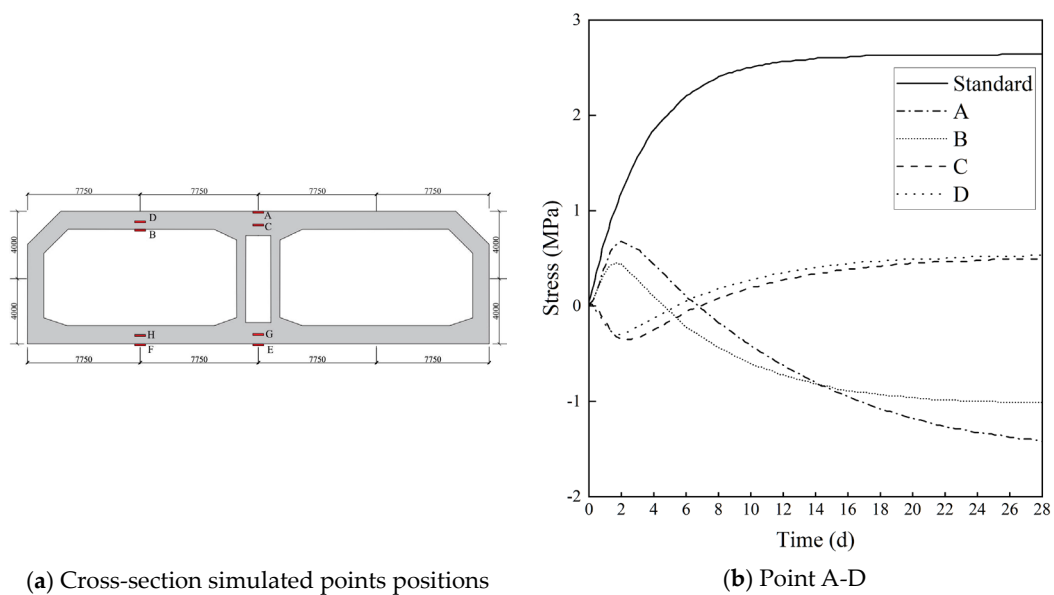 7750 7750 7750 7750
D A
C
B
4000 4000
4000 4000
H G
F E
7750 7750 7750 7750
(a) Cross-section simulated points positions
3
2
1
0
-1
-2
Stress (MPa)
Standard
A
B
C
D
0 2 4 6 8 10 12 14 16 18 20 22 24 26 28
Time (d)
(b) Point A-D